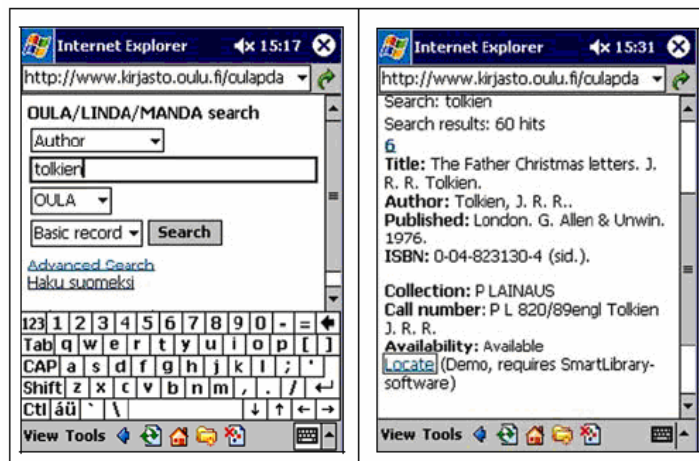 Internet Explorer 15:17
http://www.kirjasto.oulu.fi/culapda
OULA/LINDA/MANDA search
Author
tolkien
OULA
Basic record Search
Advanced Search
Haku suomeksi
123 1 2 3 4 5 6 7 8 9 0 - =
Tab q w e r t y u i o p [ ]
CAP a s d f g h j k l ; '
Shift z x c v b n m , . /
Ctl áü ` \
View Tools
Internet Explorer 15:31
http://www.kirjasto.oulu.fi/culapda
Search: tolkien
Search results: 60 hits
6
Title: The Father Christmas letters. J.
R. R. Tolkien.
Author: Tolkien, J. R. R..
Published: London. G. Allen & Unwin.
1976.
ISBN: 0-04-823130-4 (sid.).
Collection: P LAINAUS
Call number: P L 820/89engl Tolkien
J. R. R.
Availability: Available
Locate (Demo, requires SmartLibrary-
software)
View Tools